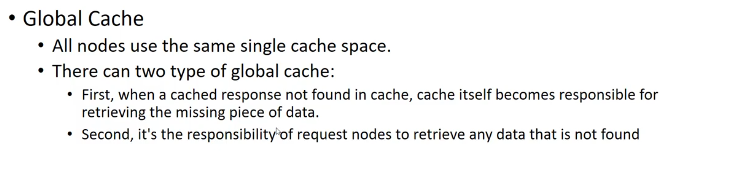 • Global Cache
• All nodes use the same single cache space.
• There can two type of global cache:
• First, when a cached response not found in cache, cache itself becomes responsible for
retrieving the missing piece of data.
• Second, it's the responsibility of request nodes to retrieve any data that is not found